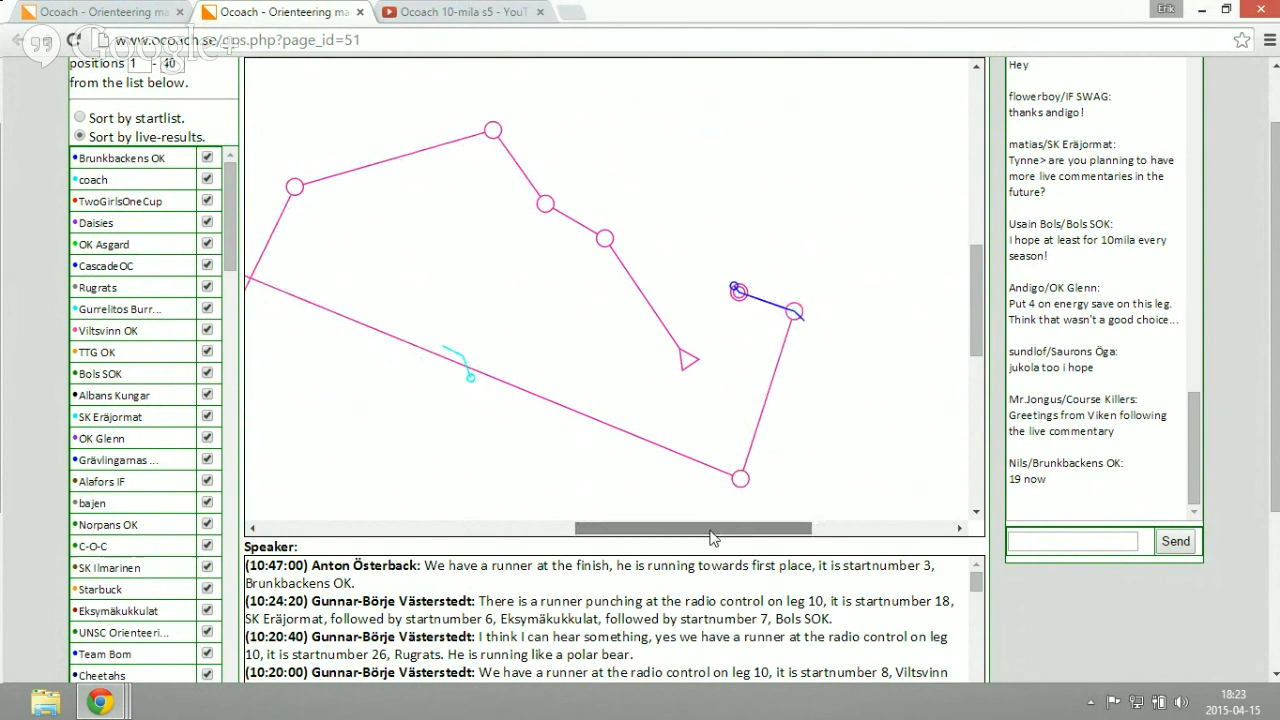 Ocoach - Orienteering ma
Ocoach - Orienteering ma
Ocoach 10-mila s5 - YouT
Erik
Google+
www.ocoach.se/gps.php?page_id=51
positions 1 - 40
from the list below.
Sort by startlist.
Sort by live-results.
Brunkbackens OK
coach
TwoGirlsOneCup
Daisies
OK Asgard
CascadeOC
Rugrats
Gurrelitos Burr...
Viltsvinn OK
TTG OK
Bols SOK
Albans Kungar
SK Eräjormat
OK Glenn
Grävlingarnas ...
Alafors IF
bajen
Norpans OK
C-O-C
SK Ilmarinen
Starbuck
Eksymäkukkulat
UNSC Orienteeri...
Team Bom
Cheetahs
Speaker:
(10:47:00) Anton Österback: We have a runner at the finish, he is running towards first place, it is startnumber 3,
Brunkbackens OK.
(10:24:20) Gunnar-Börje Västerstedt: There is a runner punching at the radio control on leg 10, it is startnumber 18,
SK Eräjormat, followed by startnumber 6, Eksymäkukkulat, followed by startnumber 7, Bols SOK.
(10:20:40) Gunnar-Börje Västerstedt: I think I can hear something, yes we have a runner at the radio control on leg
10, it is startnumber 26, Rugrats. He is running like a polar bear.
(10:20:00) Gunnar-Börje Västerstedt: We have a runner at the radio control on leg 10, it is startnumber 8, Viltsvinn
Hey
flowerboy/IF SWAG:
thanks andigo!
matias/SK Eräjormat:
Tynne> are you planning to have
more live commentaries in the
future?
Usain Bols/Bols SOK:
I hope at least for 10mila every
season!
Andigo/OK Glenn:
Put 4 on energy save on this leg.
Think that wasn't a good choice...
sundlof/Saurons Öga:
jukola too i hope
Mr.Jongus/Course Killers:
Greetings from Viken following
the live commentary
Nils/Brunkbackens OK:
19 now
Send
18:23
2015-04-15